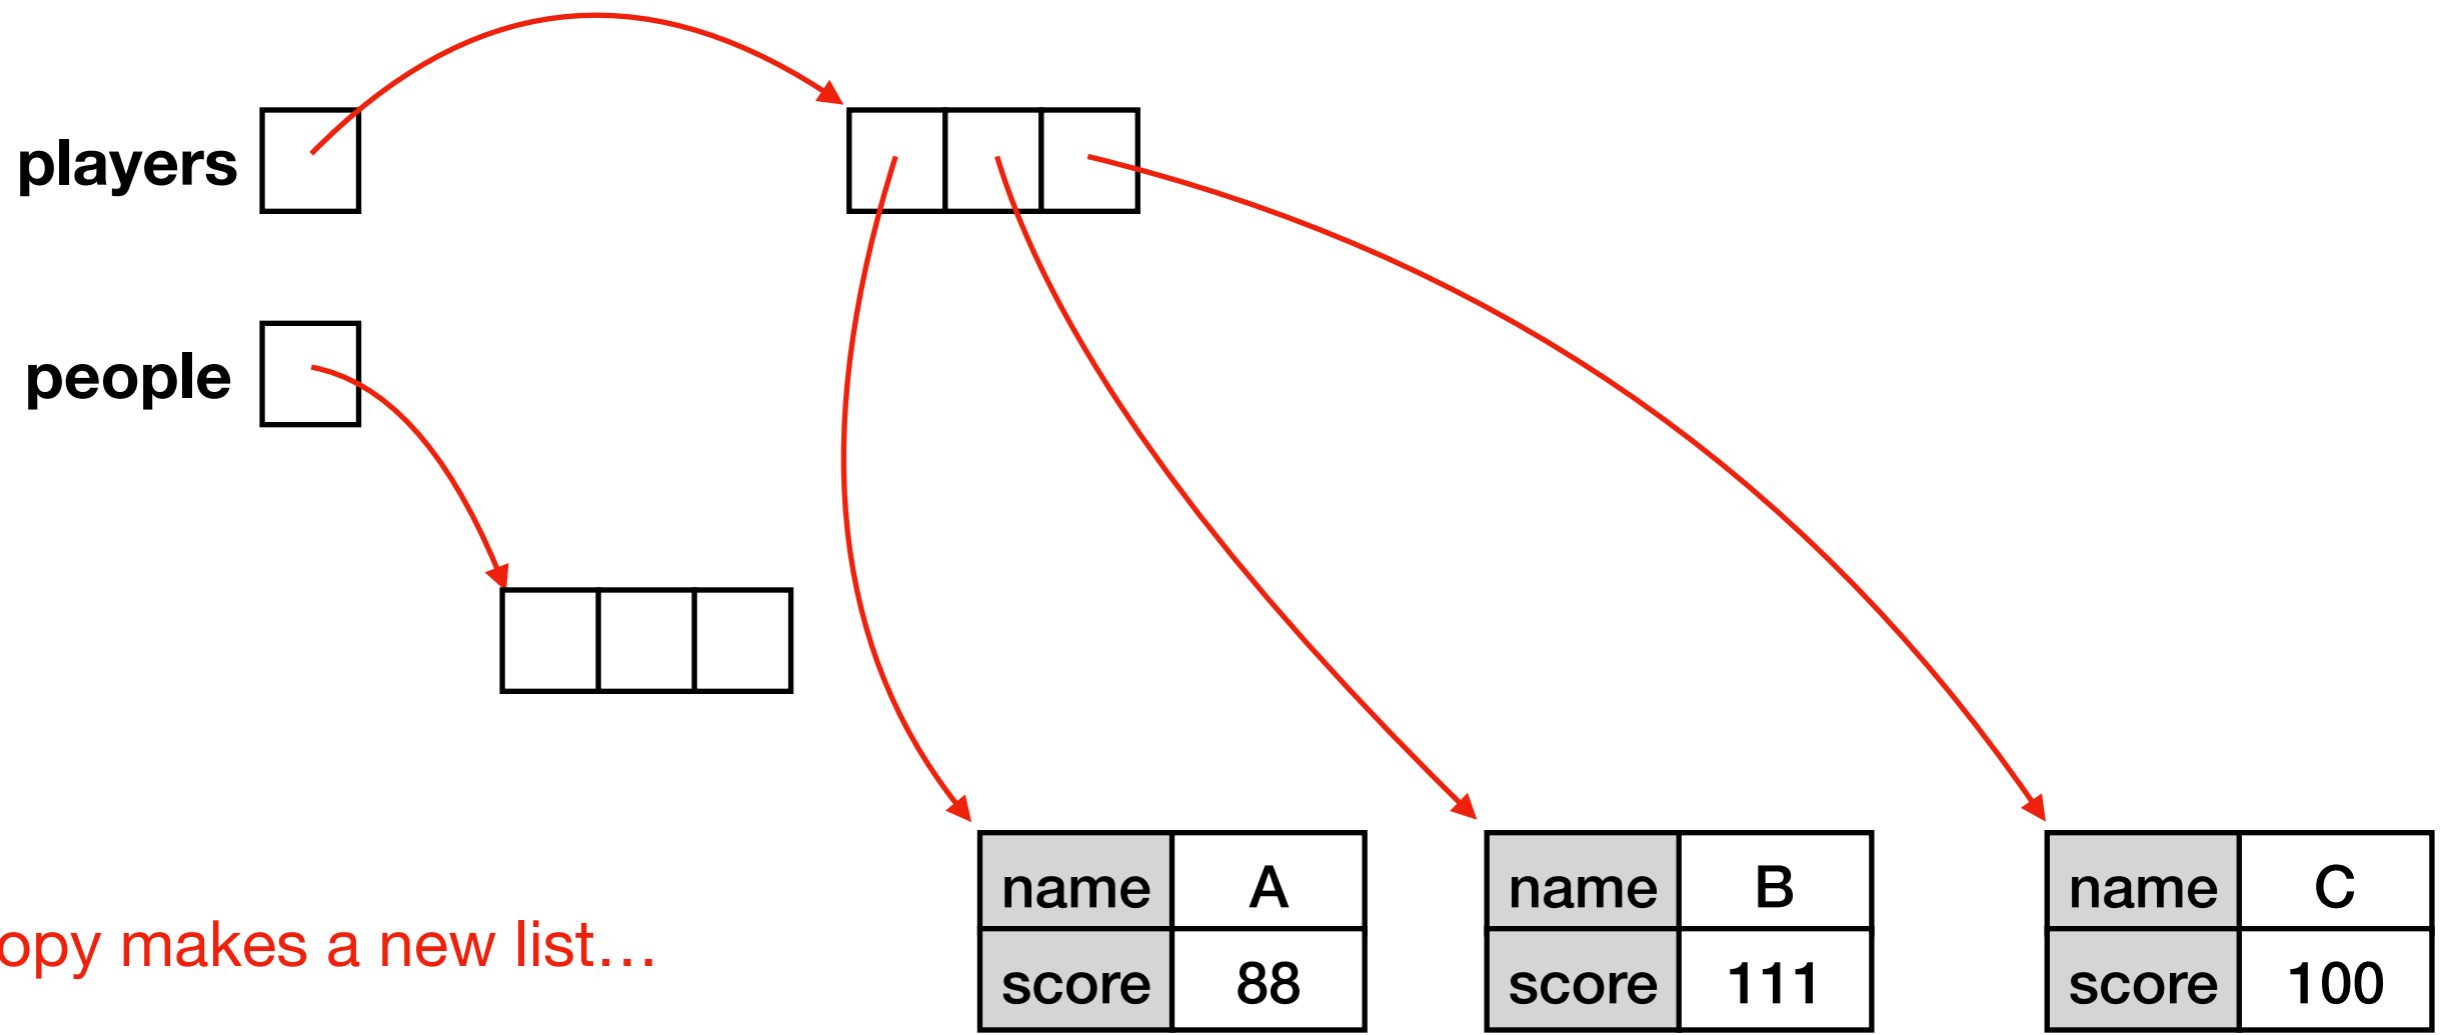 players
people
name A
score 88
name B
score 111
name C
score 100
opy makes a new list...